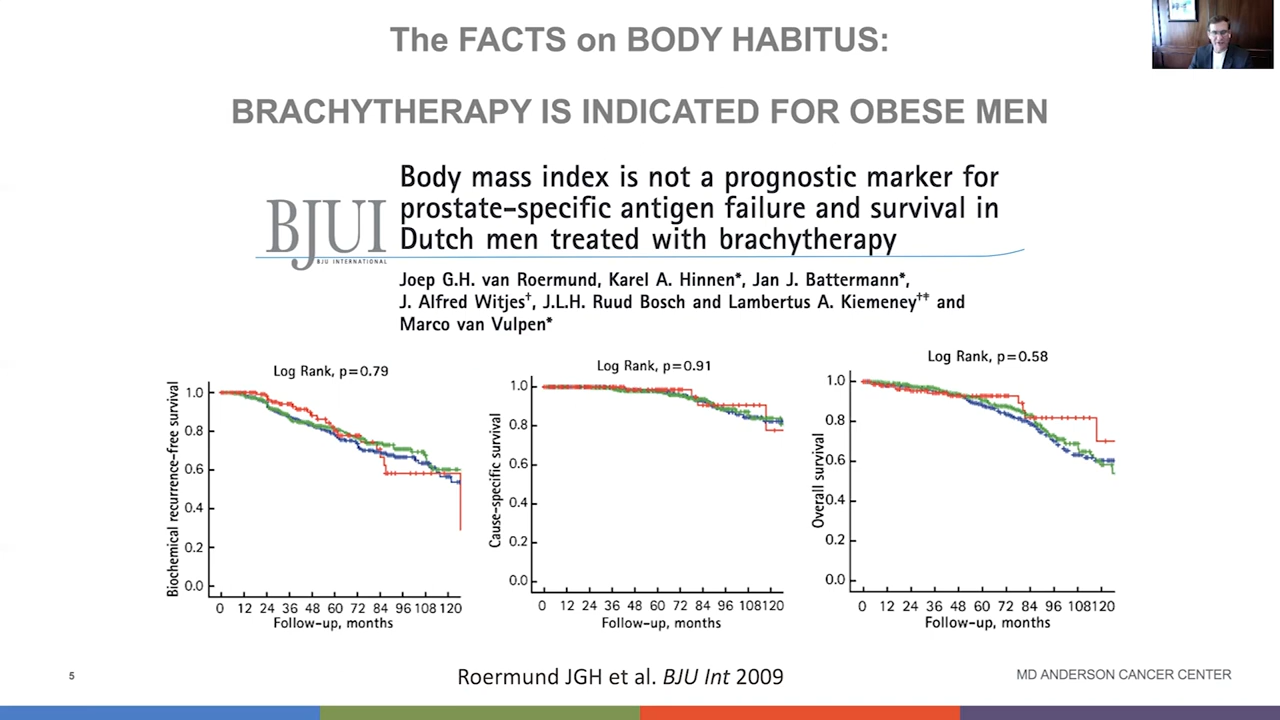 The FACTS on BODY HABITUS:
BRACHYTHERAPY IS INDICATED FOR OBESE MEN
BJUI
BJU INTERNATIONAL
Body mass index is not a prognostic marker for
prostate-specific antigen failure and survival in
Dutch men treated with brachytherapy
Joep G.H. van Roermund, Karel A. Hinnen*, Jan J. Battermann*,
J. Alfred Witjes†, J.L.H. Ruud Bosch and Lambertus A. Kiemeney†‡ and
Marco van Vulpen*
Log Rank, p=0.79
Biochemical recurrence-free survival
1.0
0.8
0.6
0.4
0.2
0.0
0 12 24 36 48 60 72 84 96 108 120
Follow-up, months
Log Rank, p=0.91
Cause-specific survival
1.0
0.8
0.6
0.4
0.2
0.0
0 12 24 36 48 60 72 84 96 108 120
Follow-up, months
Log Rank, p=0.58
Overall survival
1.0
0.8
0.6
0.4
0.2
0.0
0 12 24 36 48 60 72 84 96 108 120
Follow-up, months
5
Roermund JGH et al. BJU Int 2009
MD ANDERSON CANCER CENTER